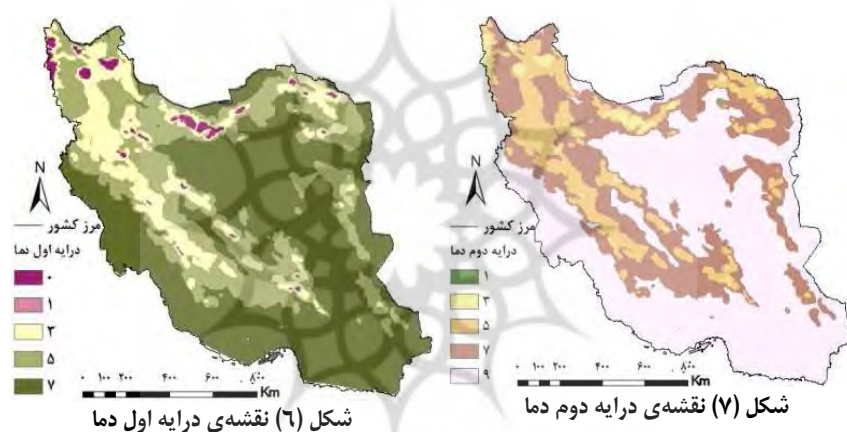 N
مرز کشور
درایه اول دما
۰
۱
۳
۵
۷
۰ ۱۰۰ ۲۰۰ ۴۰۰ ۶۰۰ ۸۰۰
Km
شکل (٦) نقشه‌ی درایه اول دما
N
مرز کشور
درایه دوم دما
۱
۳
۵
۷
۹
۰ ۱۰۰ ۲۰۰ ۴۰۰ ۶۰۰ ۸۰۰
Km
شکل (٧) نقشه‌ی درایه دوم دما